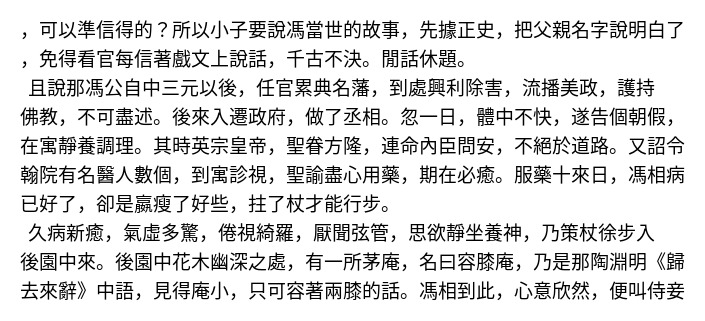 ，可以準信得的？所以小子要說馮當世的故事，先據正史，把父親名字說明白了
，免得看官每信著戲文上說話，千古不決。閒話休題。
且說那馮公自中三元以後，任官累典名藩，到處興利除害，流播美政，護持
佛教，不可盡述。後來入遷政府，做了丞相。忽一日，體中不快，遂告個朝假，
在寓靜養調理。其時英宗皇帝，聖眷方隆，連命內臣問安，不絕於道路。又詔令
翰院有名醫人數個，到寓診視，聖諭盡心用藥，期在必癒。服藥十來日，馮相病
已好了，卻是嬴瘦了好些，拄了杖才能行步。
久病新癒，氣虛多驚，倦視綺羅，厭聞弦管，思欲靜坐養神，乃策杖徐步入
後園中來。後園中花木幽深之處，有一所茅庵，名曰容膝庵，乃是那陶淵明《歸
去來辭》中語，見得庵小，只可容著兩膝的話。馮相到此，心意欣然，便叫侍妾